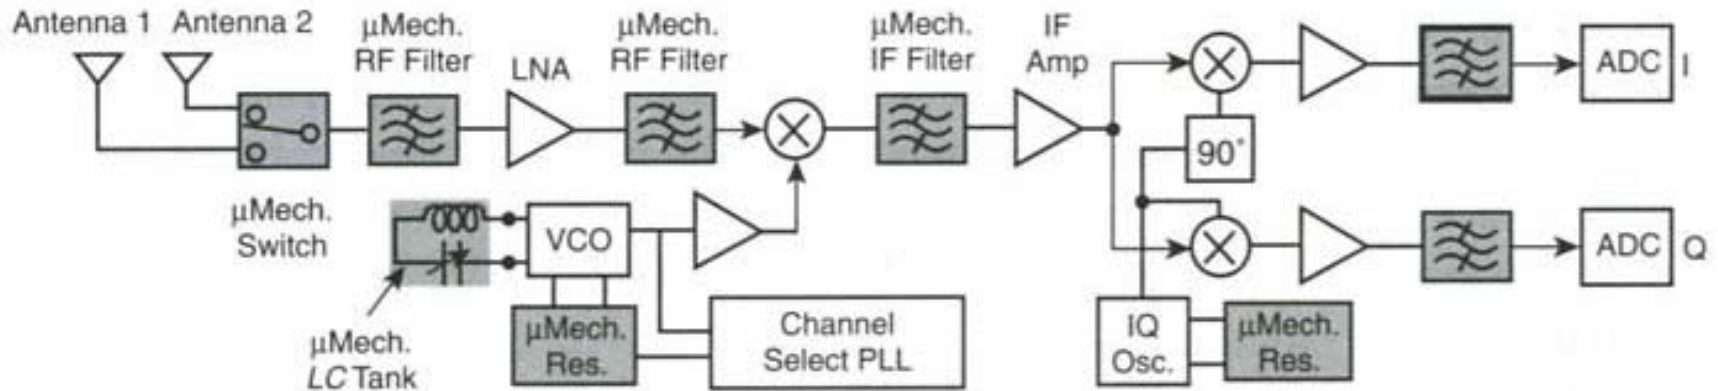 Antenna 1
Antenna 2
μMech.
RF Filter
LNA
μMech.
RF Filter
μMech.
IF Filter
IF
Amp
ADC
I
90°
μMech.
Switch
VCO
ADC
Q
μMech.
LC Tank
μMech.
Res.
Channel
Select PLL
IQ
Osc.
μMech.
Res.